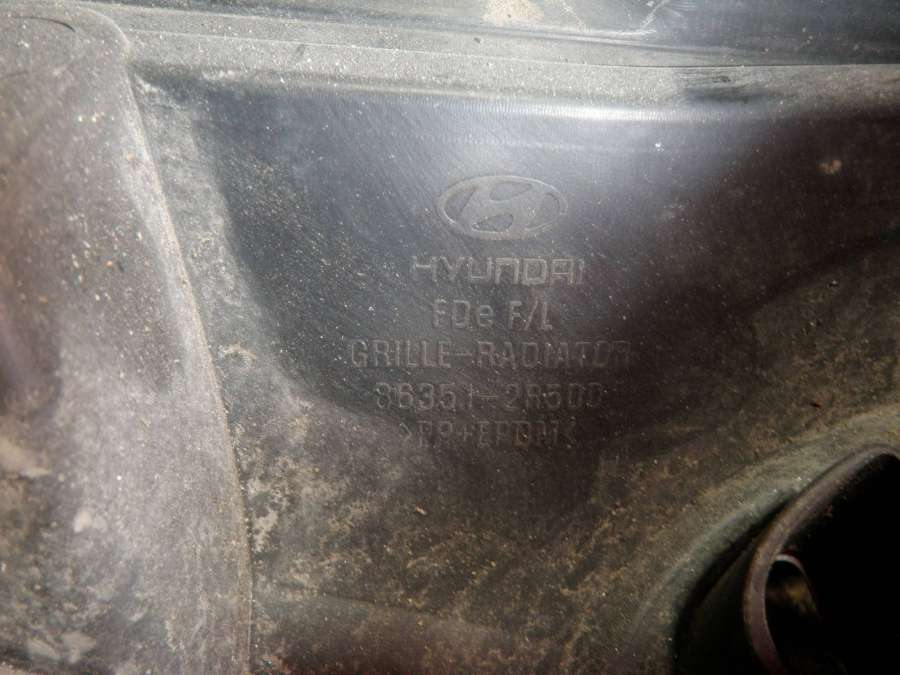 HYUNDAI
FDe F/L
GRILLE-RADIATOR
86351-2R500
>PP+EPDM<